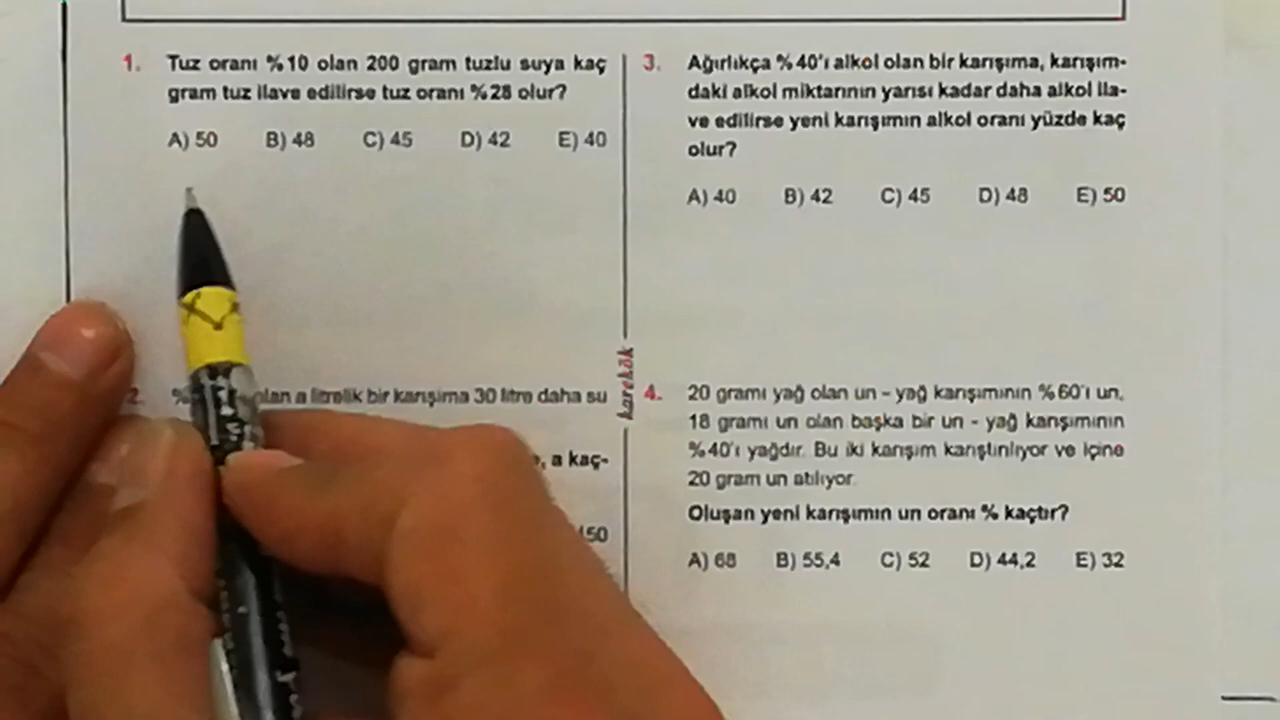 1. Tuz oranı %10 olan 200 gram tuzlu suya kaç
gram tuz ilave edilirse tuz oranı %28 olur?
A) 50 B) 48 C) 45 D) 42 E) 40
2. olan a litrelik bir karışıma 30 litre daha su
a kaç-
150
karekök
3. Ağırlıkça %40'ı alkol olan bir karışıma, karışım-
daki alkol miktarının yarısı kadar daha alkol ila-
ve edilirse yeni karışımın alkol oranı yüzde kaç
olur?
A) 40 B) 42 C) 45 D) 48 E) 50
4. 20 gramı yağ olan un - yağ karışımının %60'ı un,
18 gramı un olan başka bir un - yağ karışımının
%40'ı yağdır. Bu iki karışım karıştırılıyor ve içine
20 gram un atılıyor.
Oluşan yeni karışımın un oranı % kaçtır?
A) 68 B) 55,4 C) 52 D) 44,2 E) 32